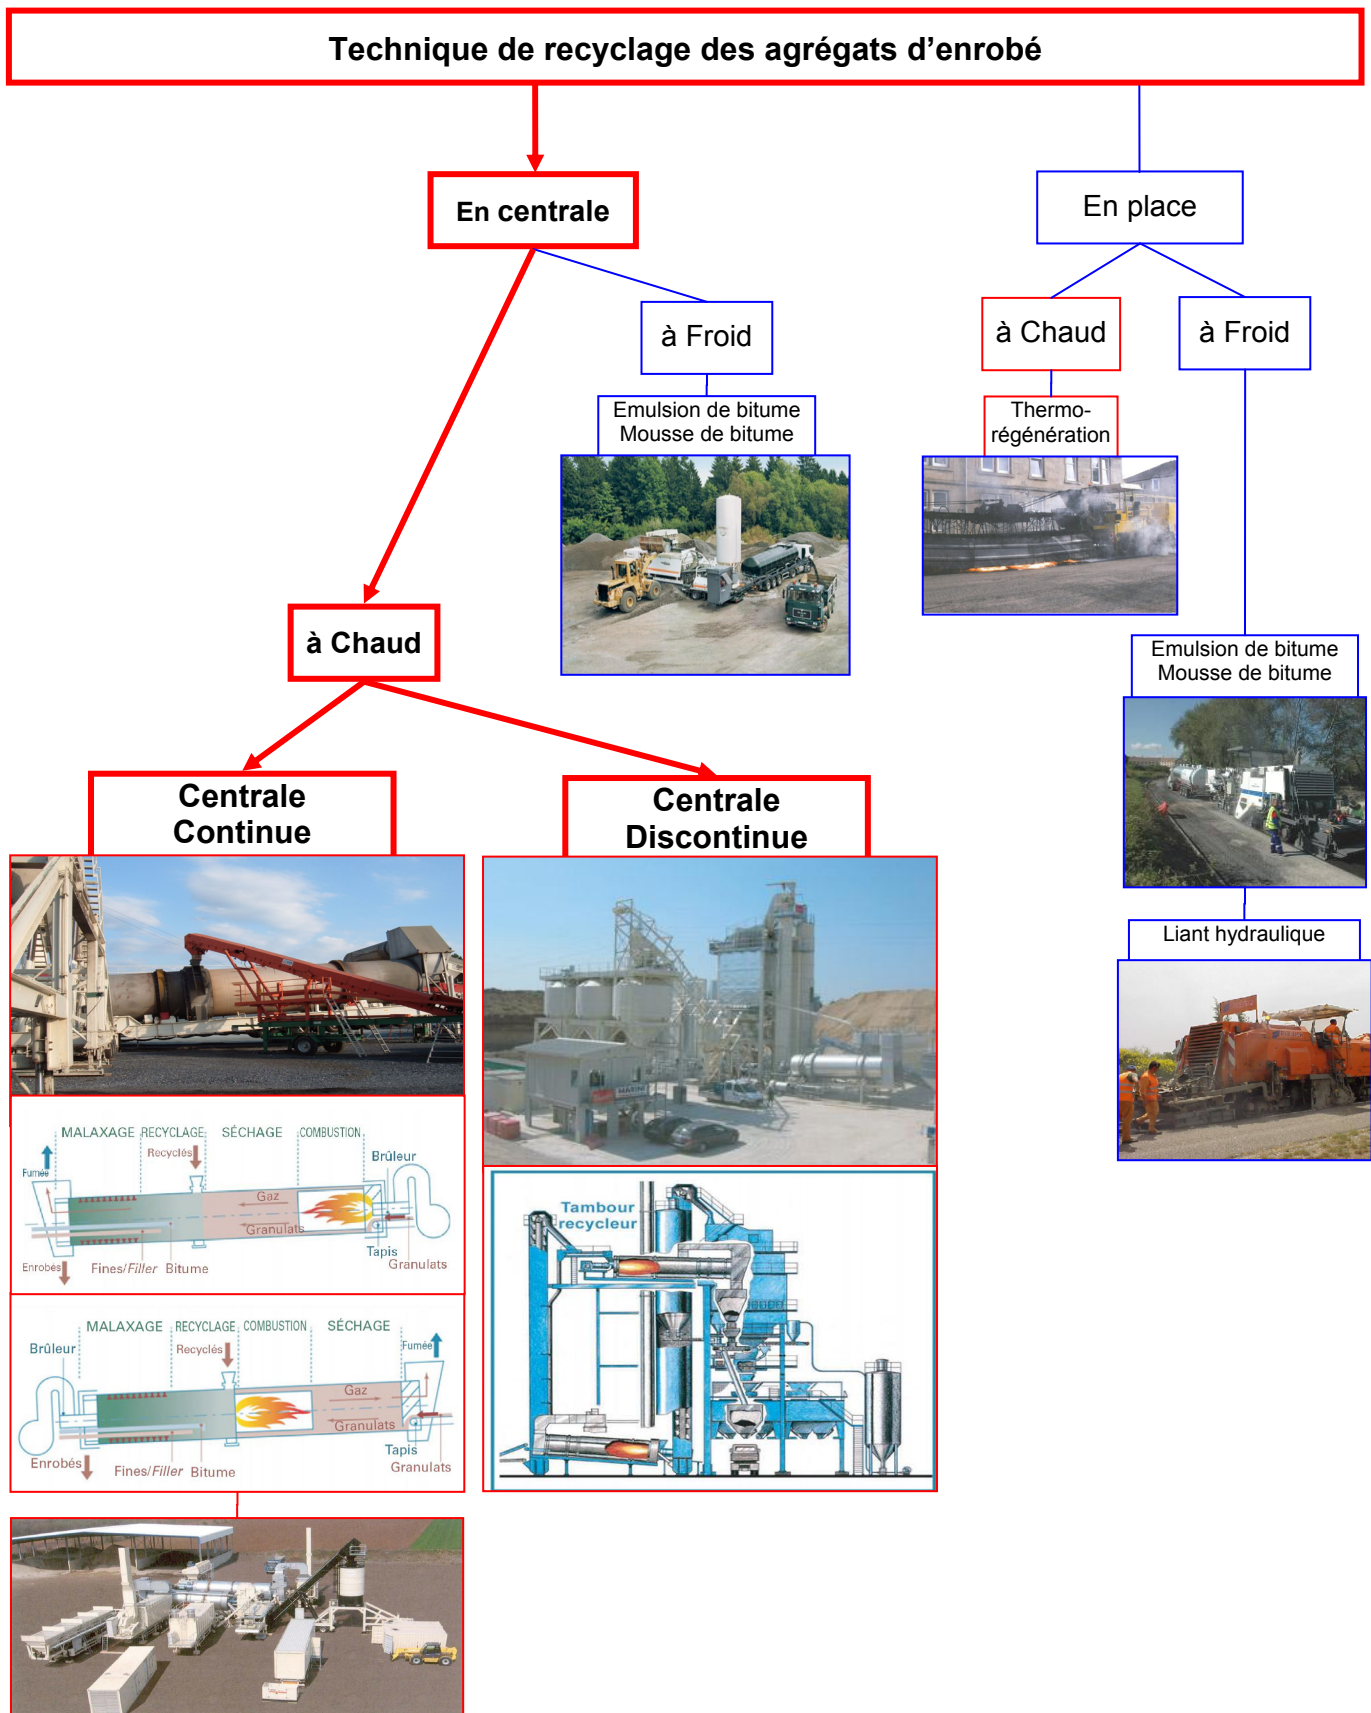 Technique de recyclage des agrégats d’enrobé
En centrale
En place
à Froid
à Chaud
à Froid
Emulsion de bitume
Mousse de bitume
Thermo-
régénération
à Chaud
Emulsion de bitume
Mousse de bitume
Centrale
Continue
Centrale
Discontinue
Liant hydraulique
MARINI
MALAXAGE RECYCLAGE SÉCHAGE COMBUSTION
Recyclés
Fumée
Brûleur
Gaz
Granulats
Tapis
Enrobés Fines/Filler Bitume Granulats
Tambour
recycleur
MALAXAGE RECYCLAGE COMBUSTION SÉCHAGE
Brûleur
Recyclés
Fumée
Gaz
Granulats
Tapis
Enrobés Fines/Filler Bitume Granulats